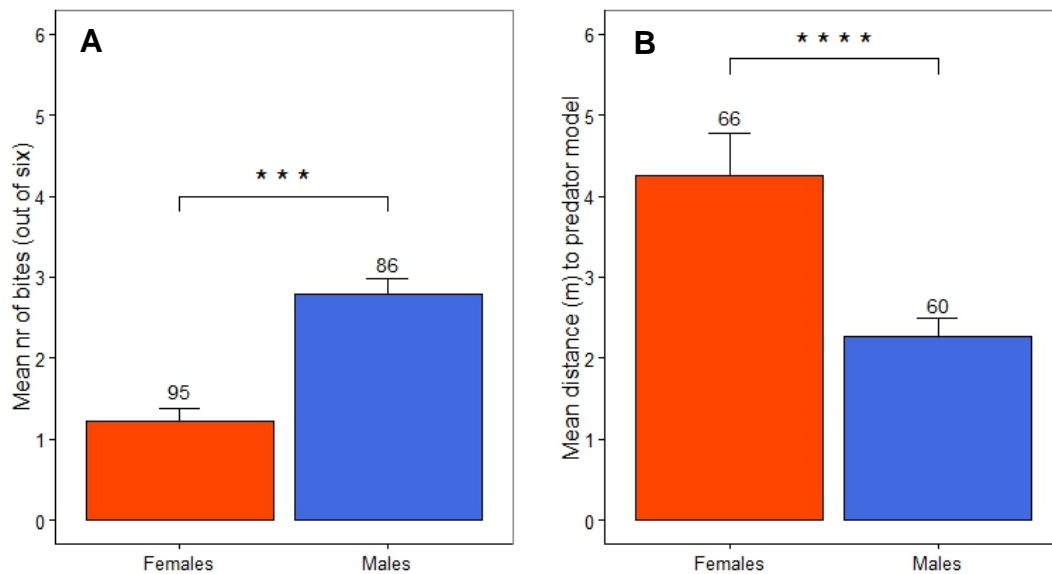 A
Mean nr of bites (out of six)
6
5
4
3
2
1
0
* * *
95
86
Females
Males
B
Mean distance (m) to predator model
6
5
4
3
2
1
0
* * * *
66
60
Females
Males